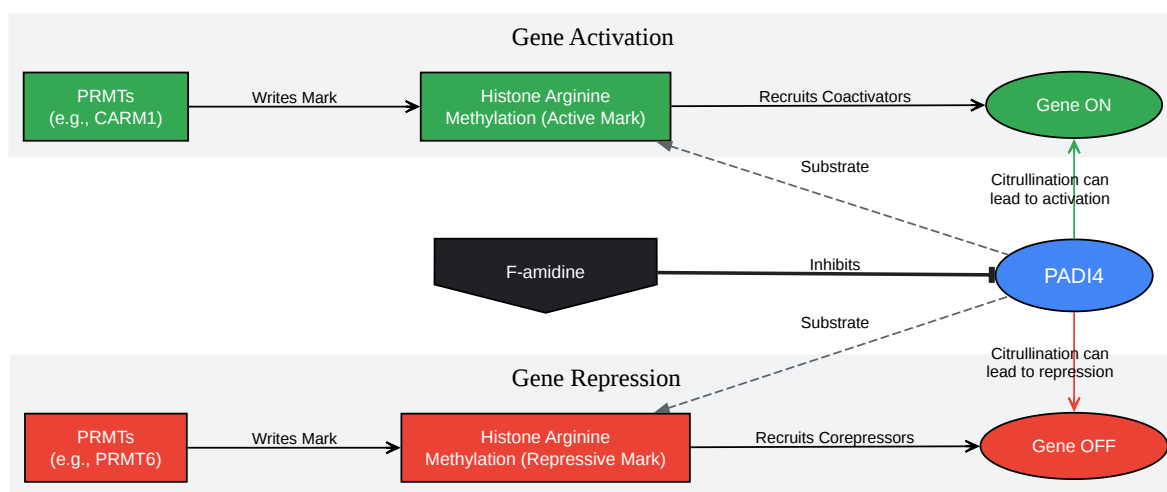 Gene Activation
PRMTs
(e.g., CARM1)
Writes Mark
Histone Arginine
Methylation (Active Mark)
Recruits Coactivators
Gene ON
Substrate
Citrullination can
lead to activation
F-amidine
Inhibits
PADI4
Substrate
Citrullination can
lead to repression
Gene Repression
PRMTs
(e.g., PRMT6)
Writes Mark
Histone Arginine
Methylation (Repressive Mark)
Recruits Corepressors
Gene OFF